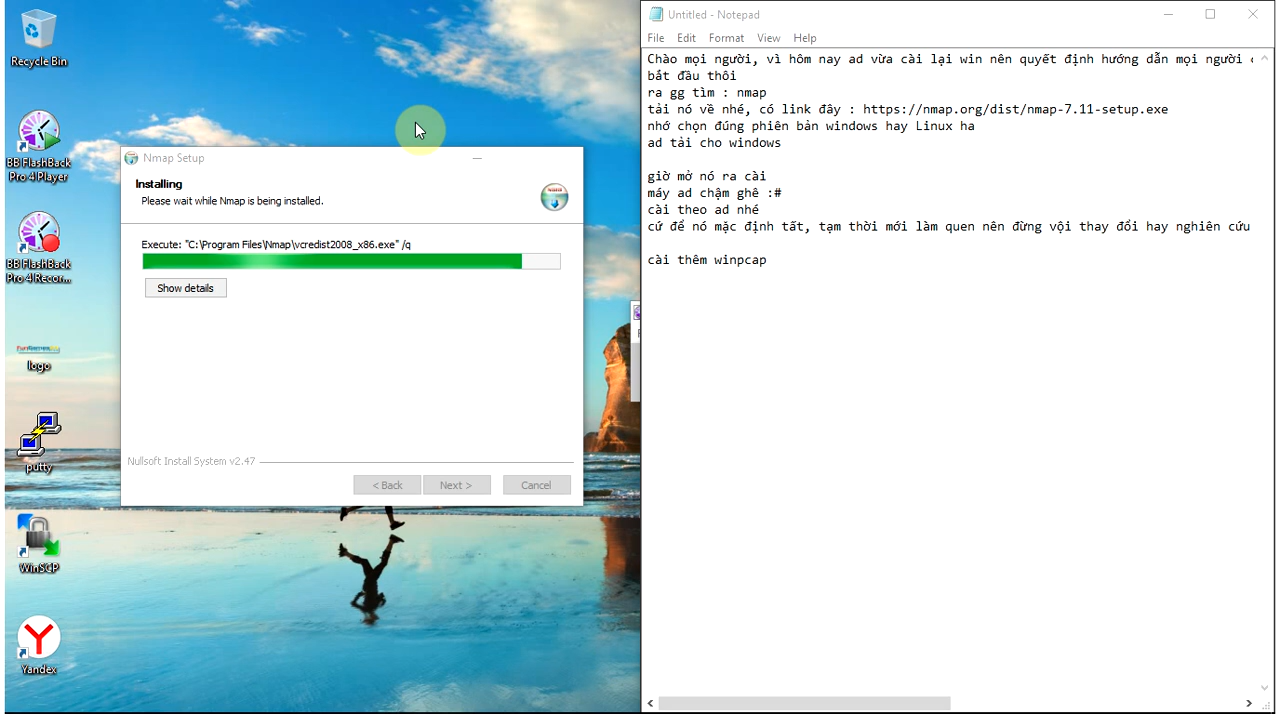 Recycle Bin
BB FlashBack
Pro 4 Player
BB FlashBack
Pro 4 Recor...
logo
putty
WinSCP
Yandex
Nmap Setup
Installing
Please wait while Nmap is being installed.
Execute: "C:\Program Files\Nmap\vcredist2008_x86.exe" /q
Show details
Nullsoft Install System v2.47
< Back
Next >
Cancel
Untitled - Notepad
File Edit Format View Help
Chào mọi người, vì hôm nay ad vừa cài lại win nên quyết định hướng dẫn mọi người
bắt đầu thôi
ra gg tìm : nmap
tải nó về nhé, có link đây : https://nmap.org/dist/nmap-7.11-setup.exe
nhớ chọn đúng phiên bản windows hay Linux ha
ad tải cho windows
giờ mở nó ra cài
máy ad chậm ghê :#
cài theo ad nhé
cứ để nó mặc định tất, tạm thời mới làm quen nên đừng vội thay đổi hay nghiên cứu
cài thêm winpcap